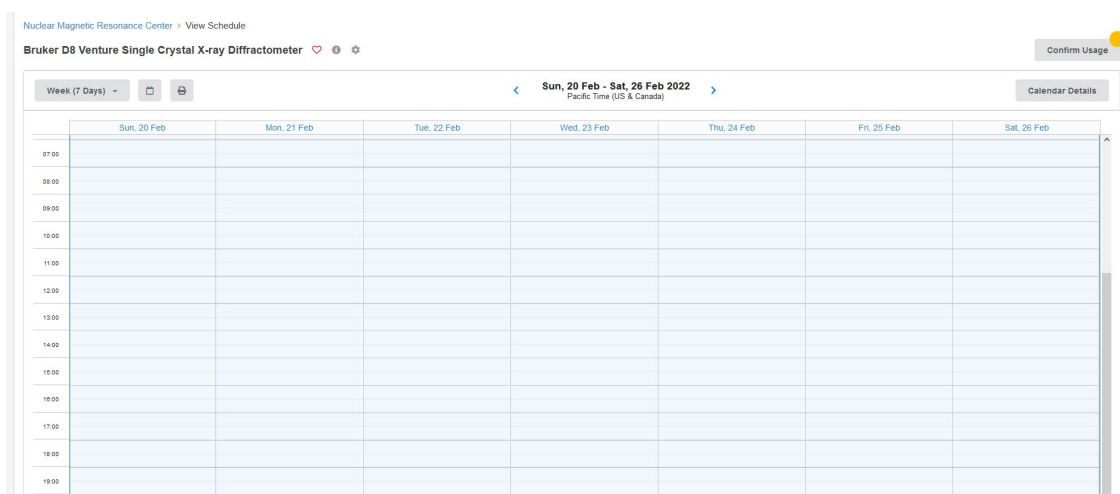 Nuclear Magnetic Resonance Center > View Schedule
Bruker D8 Venture Single Crystal X-ray Diffractometer
Confirm Usage
Week (7 Days)
Sun, 20 Feb - Sat, 26 Feb 2022
Pacific Time (US & Canada)
Calendar Details
Sun, 20 Feb Mon, 21 Feb Tue, 22 Feb Wed, 23 Feb Thu, 24 Feb Fri, 25 Feb Sat, 26 Feb
07:00
08:00
09:00
10:00
11:00
12:00
13:00
14:00
15:00
16:00
17:00
18:00
19:00